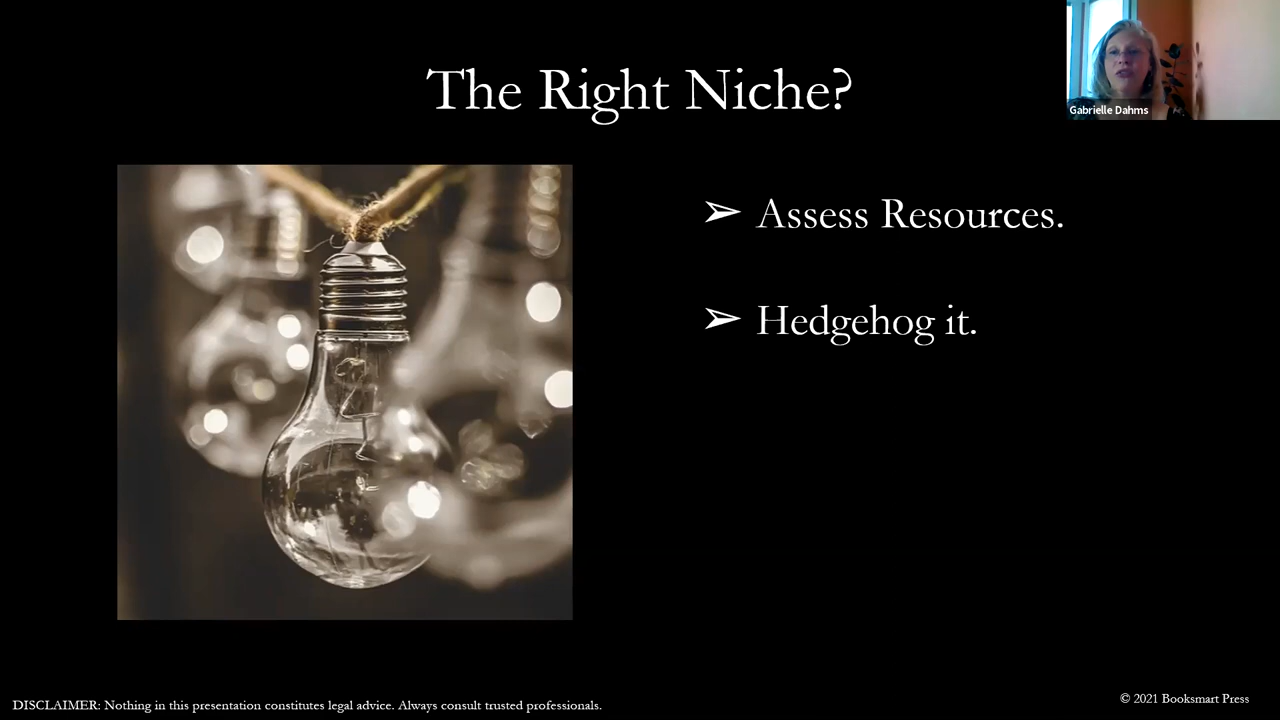 The Right Niche?
Gabrielle Dahms
➢ Assess Resources.
➢ Hedgehog it.
DISCLAIMER: Nothing in this presentation constitutes legal advice. Always consult trusted professionals.
© 2021 Booksmart Press